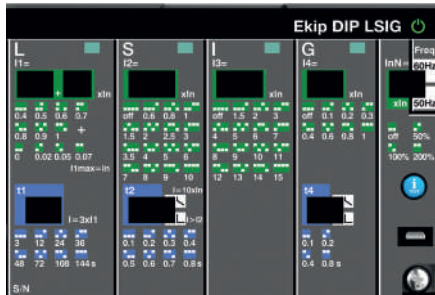 Ekip DIP LSIG
L
I1=
+
xIn
0.4 0.5 0.6 0.7
0.8 0.9 1 +
0 0.02 0.05 0.07
I1max=In
t1
I=3xI1
3 12 24 36
48 72 108 144 s
S/N
S
I2=
xIn
off 0.6 0.8 1
1.5 2 2.5 3
3.5 4 5 6
7 8 9 10
t2
I=10xIn
I>I2
0.1 0.2 0.3 0.4
0.5 0.6 0.7 0.8s
I
I3=
xIn
off 1.5 2 3
4 5 6 7
8 9 10 11
12 13 14 15
G
I4=
xIn
off 0.1 0.2 0.3
0.4 0.6 0.8 1
t4
0.1 0.2
0.4 0.8 s
InN=
xIn
off 50%
100% 200%
Freq
60Hz
50Hz
i